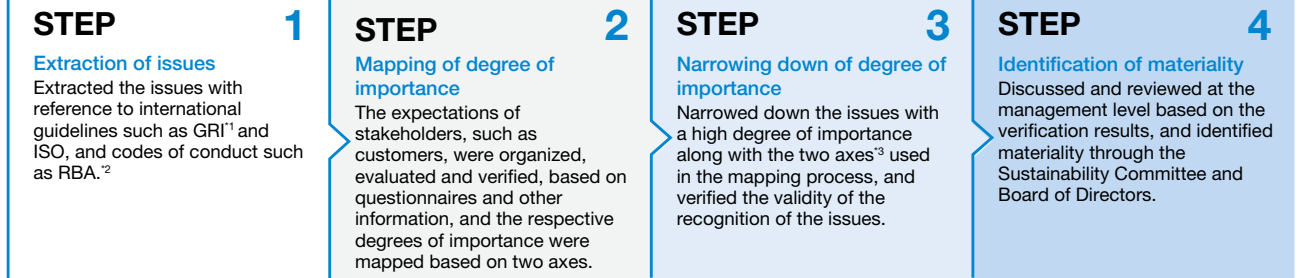 STEP 1
Extraction of issues
Extracted the issues with
reference to international
guidelines such as GRI*1 and
ISO, and codes of conduct such
as RBA.*2
STEP 2
Mapping of degree of
importance
The expectations of
stakeholders, such as
customers, were organized,
evaluated and verified, based on
questionnaires and other
information, and the respective
degrees of importance were
mapped based on two axes.
STEP 3
Narrowing down of degree of
importance
Narrowed down the issues with
a high degree of importance
along with the two axes*3 used
in the mapping process, and
verified the validity of the
recognition of the issues.
STEP 4
Identification of materiality
Discussed and reviewed at the
management level based on the
verification results, and identified
materiality through the
Sustainability Committee and
Board of Directors.